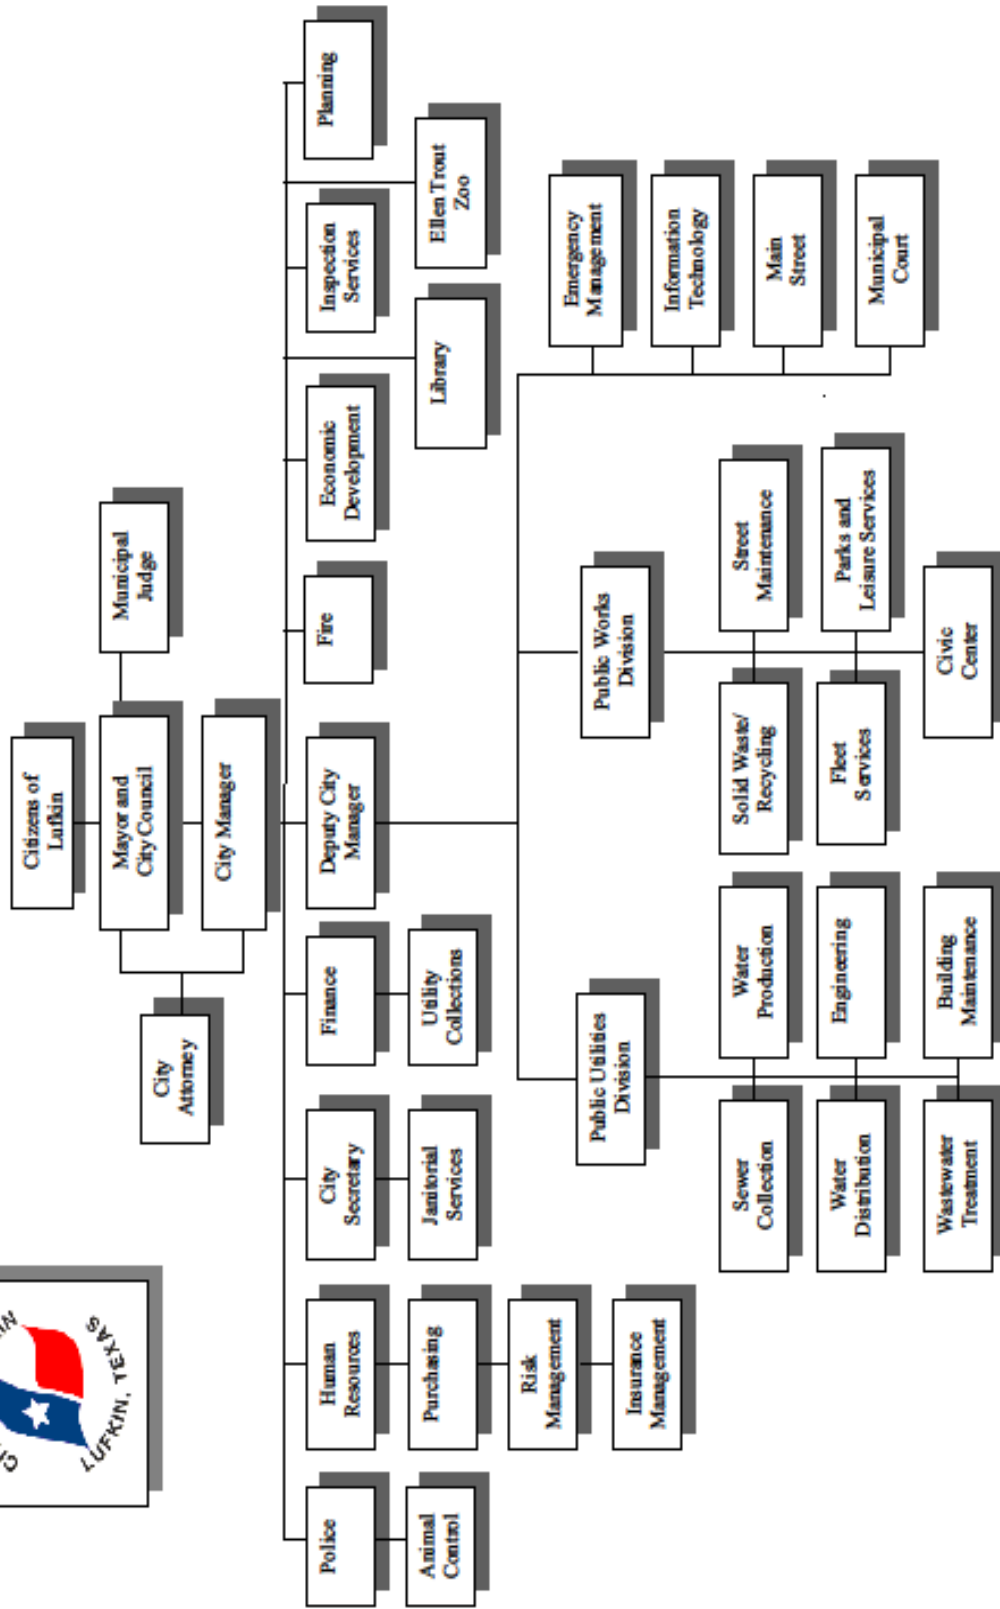 LUFKIN, TEXAS
Citizens of
Lufkin
Mayor and
City Council
Municipal
Judge
City
Attorney
City Manager
Police
Human
Resources
City
Secretary
Finance
Deputy City
Manager
Fire
Economic
Development
Inspection
Services
Planning
Animal
Control
Purchasing
Janitorial
Services
Utility
Collections
Library
Ellen Trout
Zoo
Risk
Management
Insurance
Management
Public Utilities
Division
Public Works
Division
Emergency
Management
Information
Technology
Main
Street
Municipal
Court
Sewer
Collection
Water
Production
Solid Waste/
Recycling
Street
Maintenance
Water
Distribution
Engineering
Fleet
Services
Parks and
Leisure Services
Wastewater
Treatment
Building
Maintenance
Civic
Center